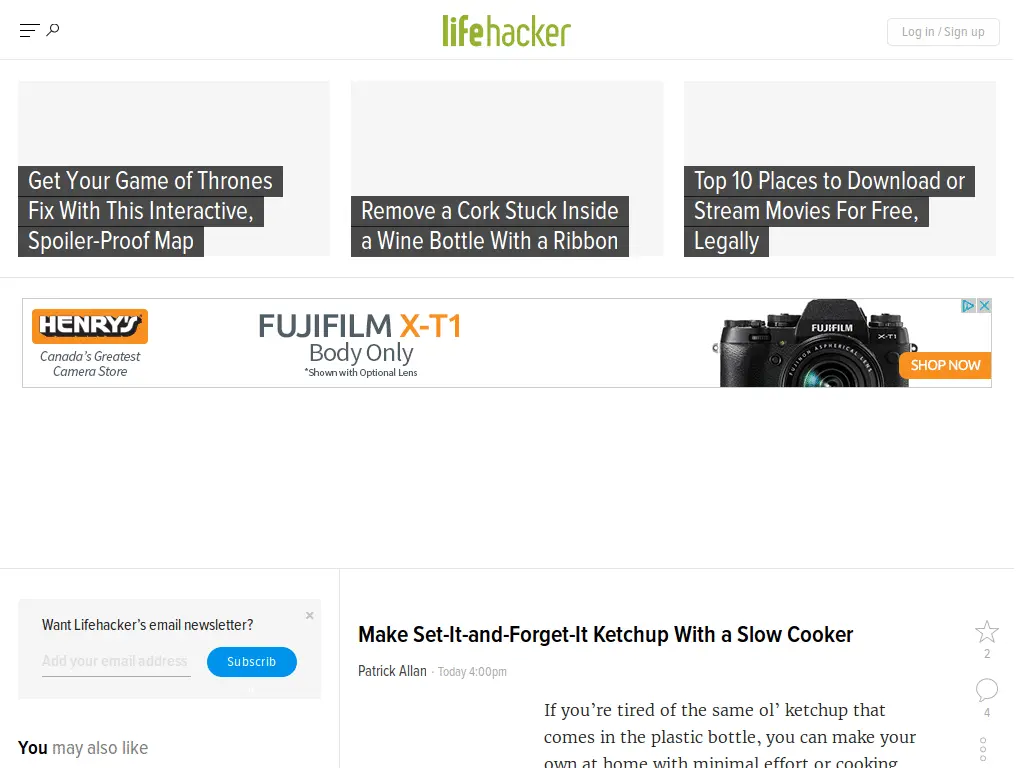 lifehacker
Log in / Sign up
Get Your Game of Thrones
Fix With This Interactive,
Spoiler-Proof Map
Remove a Cork Stuck Inside
a Wine Bottle With a Ribbon
Top 10 Places to Download or
Stream Movies For Free,
Legally
HENRY'S
Canada's Greatest
Camera Store
FUJIFILM X-T1
Body Only
*Shown with Optional Lens
FUJIFILM
X-T1
FUJINON ASPHERICAL LENS
SHOP NOW
Want Lifehacker's email newsletter?
Add your email address
Subscrib
You may also like
Make Set-It-and-Forget-It Ketchup With a Slow Cooker
Patrick Allan · Today 4:00pm
2
4
If you're tired of the same ol' ketchup that
comes in the plastic bottle, you can make your
own at home with minimal effort or cooking